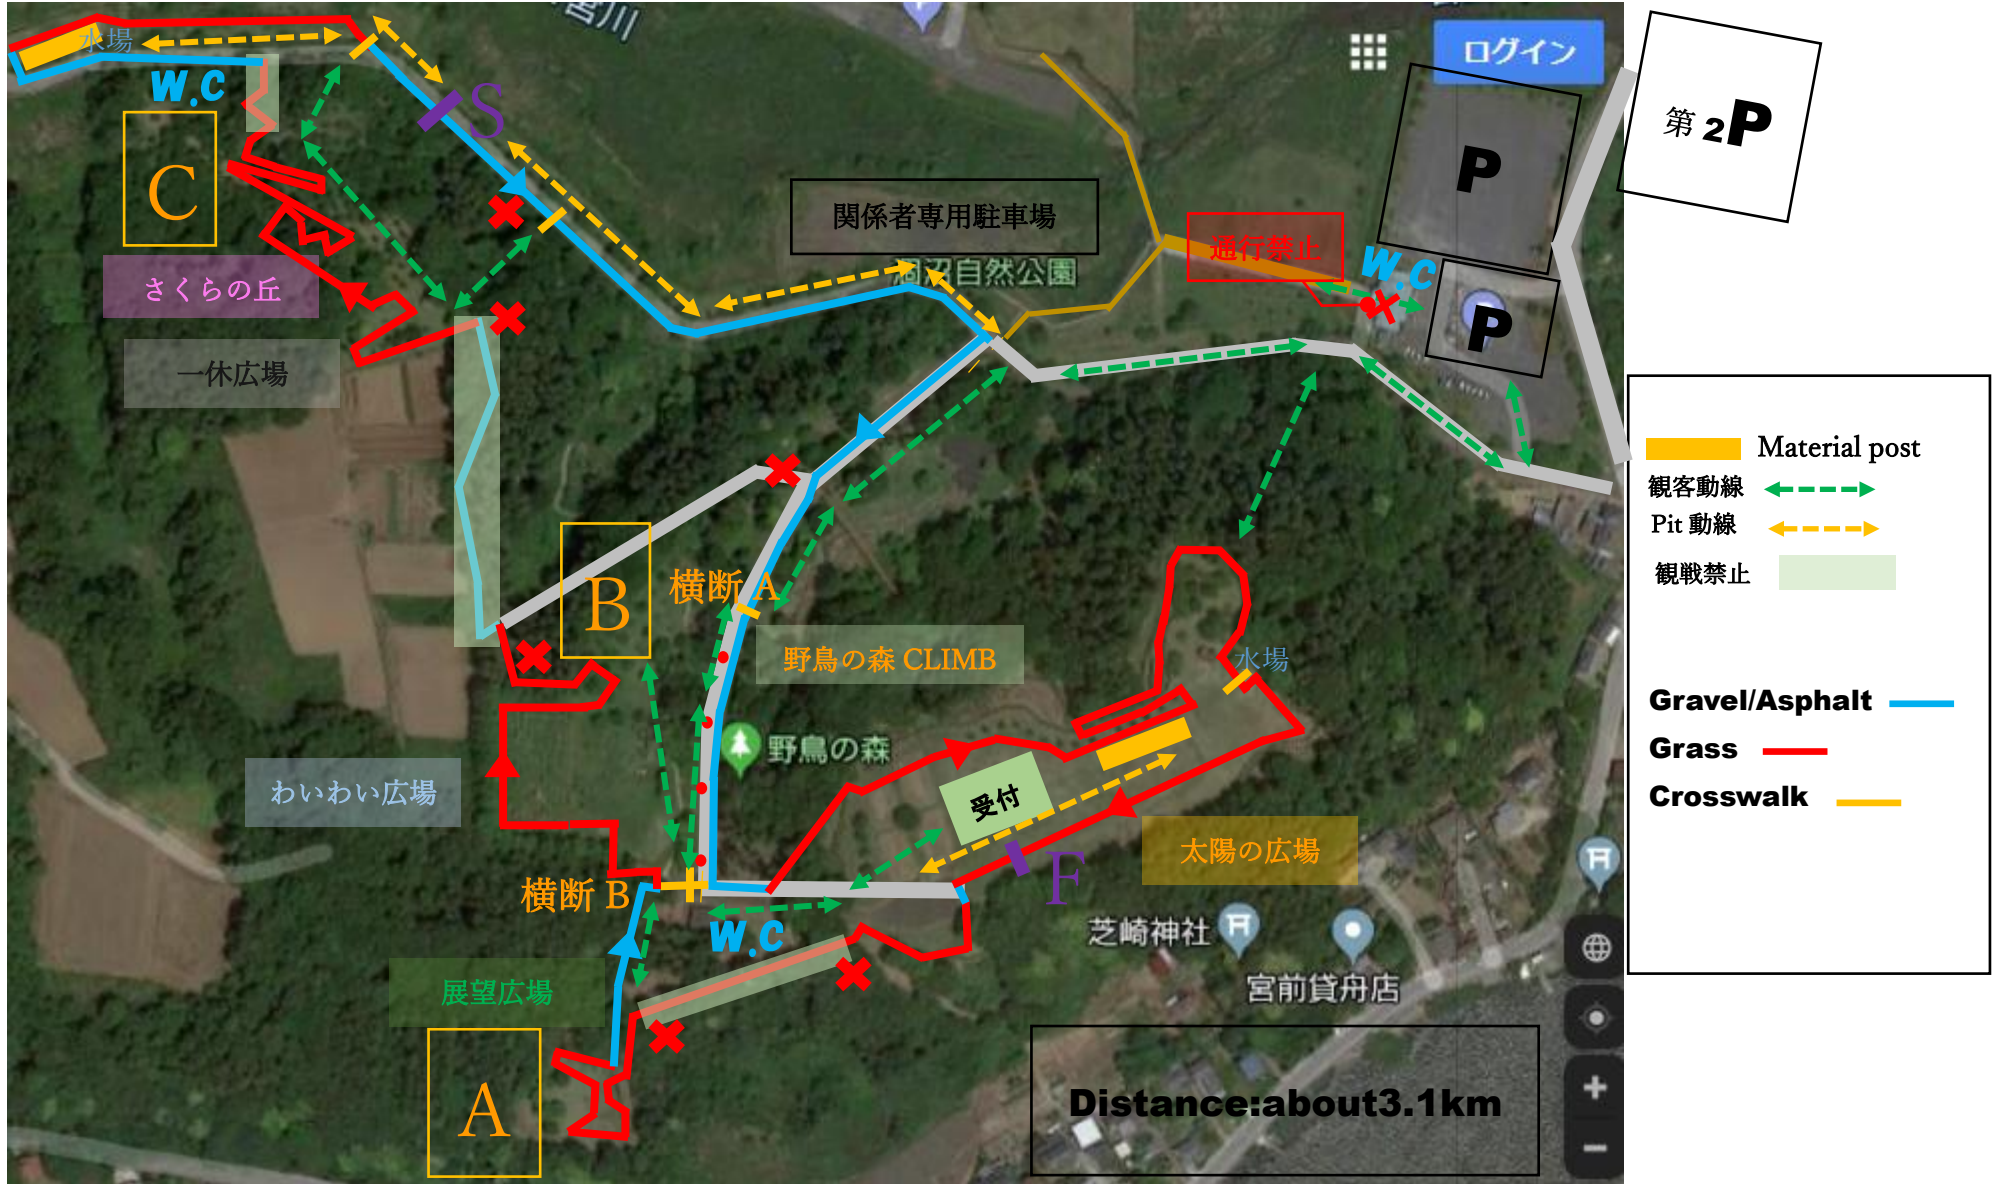 宮川
ログイン
水場
W.C
S
第2P
P
C
関係者専用駐車場
通行禁止
W.C
涸沼自然公園
さくらの丘
P
一休広場
Material post
観客動線
Pit 動線
観戦禁止
B
横断 A
野鳥の森 CLIMB
水場
Gravel/Asphalt
Grass
Crosswalk
野鳥の森
わいわい広場
受付
太陽の広場
F
横断 B
W.C
芝崎神社
宮前貸舟店
展望広場
A
Distance:about3.1km